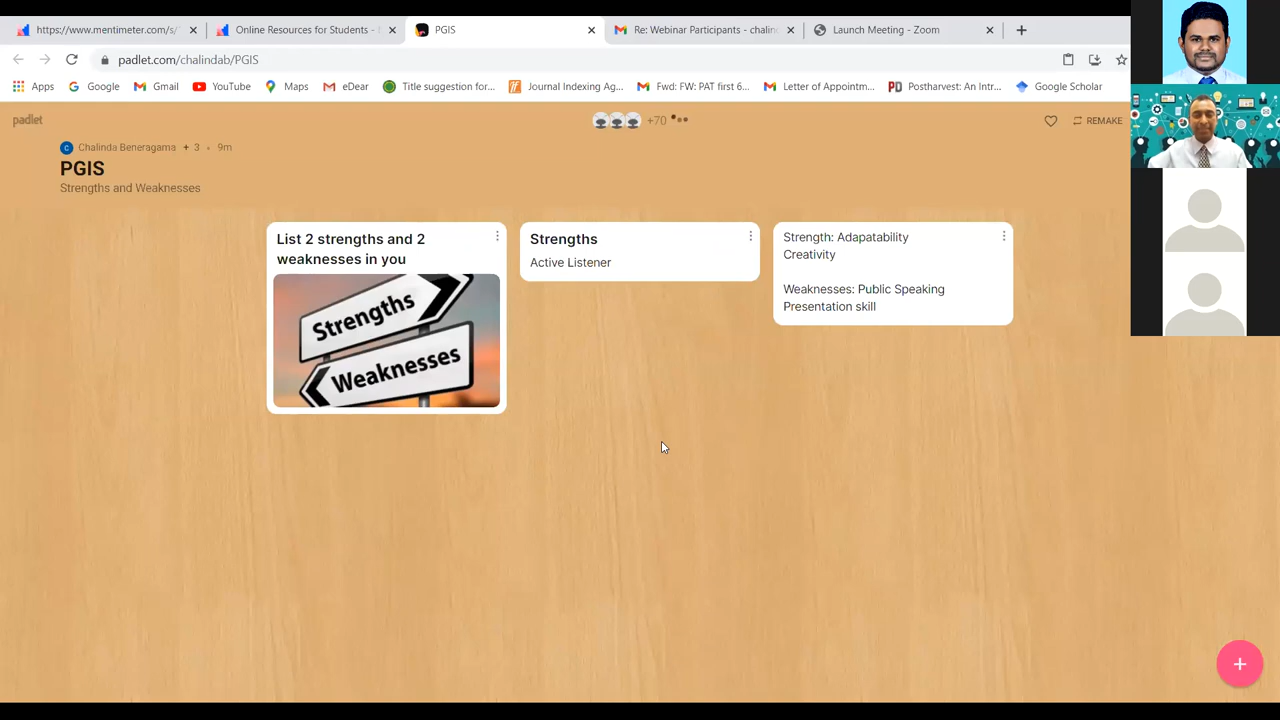 https://www.mentimeter.com/s/
Online Resources for Students -
PGIS
Re: Webinar Participants - chalind
Launch Meeting - Zoom
padlet.com/chalindab/PGIS
Apps
Google
Gmail
YouTube
Maps
eDear
Title suggestion for...
Journal Indexing Ag...
Fwd: FW: PAT first 6...
Letter of Appointm...
Postharvest: An Intr...
Google Scholar
padlet
+70
REMAKE
C
Chalinda Beneragama + 3 • 9m
PGIS
Strengths and Weaknesses
List 2 strengths and 2
weaknesses in you
Strengths
Weaknesses
Strengths
Active Listener
Strength: Adapatability
Creativity
Weaknesses: Public Speaking
Presentation skill